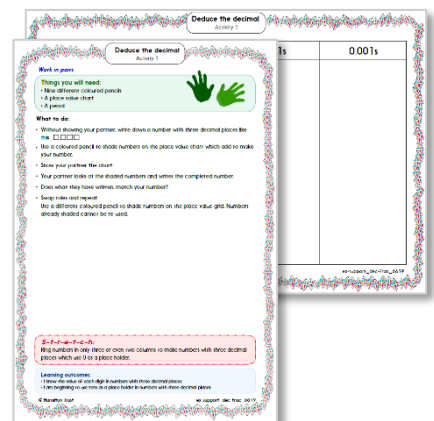 Deduce the decimal
Activity 1
1s
0.001s
ey-support_dec-frac_6619
Deduce the decimal
Activity 1
Work in pairs
Things you will need:
• Nine different coloured pencils
• A place value chart
• A pencil
What to do:
• Without showing your partner, write down a number with three decimal places like
this □.□□□
• Use a coloured pencil to shade numbers on the place value chart which add to make
your number.
• Show your partner the chart.
• Your partner looks at the shaded numbers and writes the completed number.
• Does what they have written, match your number?
• Swap roles and repeat.
Use a different coloured pencil to shade numbers on the place value grid. Numbers
already shaded cannot be re-used.
S-t-r-e-t-c-h:
Ring numbers in only three or even two columns to make numbers with three decimal
places which use 0 as a place holder.
Learning outcomes:
• I know the value of each digit in numbers with three decimal places.
• I am beginning to use zero as a place holder in numbers with three decimal places.
© Hamilton Trust